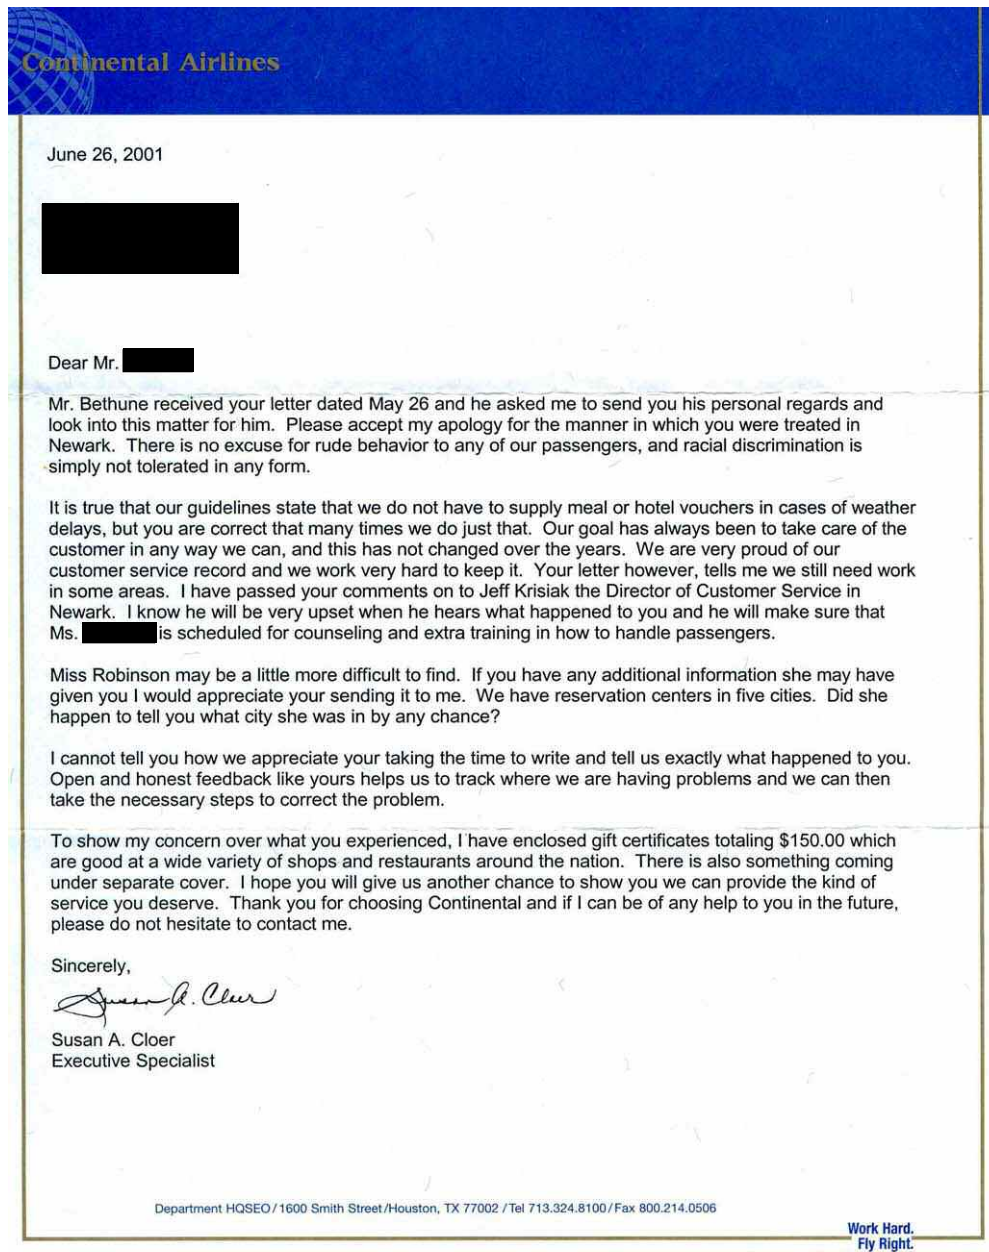 Continental Airlines
June 26, 2001
Dear Mr.
Mr. Bethune received your letter dated May 26 and he asked me to send you his personal regards and
look into this matter for him.  Please accept my apology for the manner in which you were treated in
Newark.  There is no excuse for rude behavior to any of our passengers, and racial discrimination is
simply not tolerated in any form.
It is true that our guidelines state that we do not have to supply meal or hotel vouchers in cases of weather
delays, but you are correct that many times we do just that.  Our goal has always been to take care of the
customer in any way we can, and this has not changed over the years.  We are very proud of our
customer service record and we work very hard to keep it.  Your letter however, tells me we still need work
in some areas.  I have passed your comments on to Jeff Krisiak the Director of Customer Service in
Newark.  I know he will be very upset when he hears what happened to you and he will make sure that
Ms. is scheduled for counseling and extra training in how to handle passengers.
Miss Robinson may be a little more difficult to find.  If you have any additional information she may have
given you I would appreciate your sending it to me.  We have reservation centers in five cities.  Did she
happen to tell you what city she was in by any chance?
I cannot tell you how we appreciate your taking the time to write and tell us exactly what happened to you.
Open and honest feedback like yours helps us to track where we are having problems and we can then
take the necessary steps to correct the problem.
To show my concern over what you experienced, I have enclosed gift certificates totaling $150.00 which
are good at a wide variety of shops and restaurants around the nation.  There is also something coming
under separate cover.  I hope you will give us another chance to show you we can provide the kind of
service you deserve.  Thank you for choosing Continental and if I can be of any help to you in the future,
please do not hesitate to contact me.
Sincerely,
Susan A. Cloer
Susan A. Cloer
Executive Specialist
Department HQSEO/1600 Smith Street/Houston, TX 77002/Tel 713.324.8100/Fax 800.214.0506
Work Hard.
Fly Right.